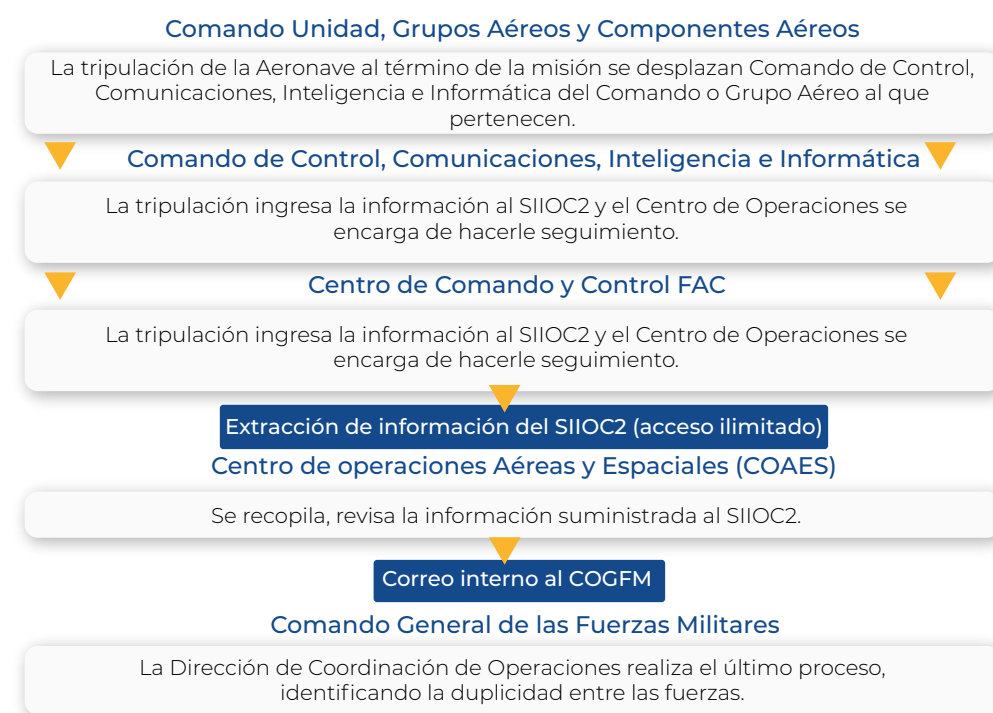 Comando Unidad, Grupos Aéreos y Componentes Aéreos
La tripulación de la Aeronave al término de la misión se desplazan Comando de Control,
Comunicaciones, Inteligencia e Informática del Comando o Grupo Aéreo al que
pertenecen.
Comando de Control, Comunicaciones, Inteligencia e Informática
La tripulación ingresa la información al SIIOC2 y el Centro de Operaciones se
encarga de hacerle seguimiento.
Centro de Comando y Control FAC
La tripulación ingresa la información al SIIOC2 y el Centro de Operaciones se
encarga de hacerle seguimiento.
Extracción de información del SIIOC2 (acceso ilimitado)
Centro de operaciones Aéreas y Espaciales (COAES)
Se recopila, revisa la información suministrada al SIIOC2.
Correo interno al COGFM
Comando General de las Fuerzas Militares
La Dirección de Coordinación de Operaciones realiza el último proceso,
identificando la duplicidad entre las fuerzas.